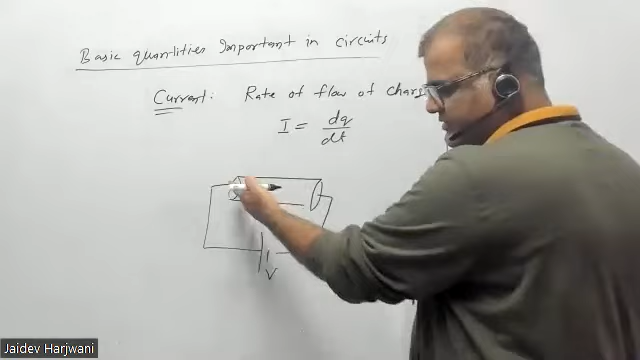 Basic quantities Important in circuits
Current: Rate of flow of charg
I = dq/dt
V
Jaidev Harjwani